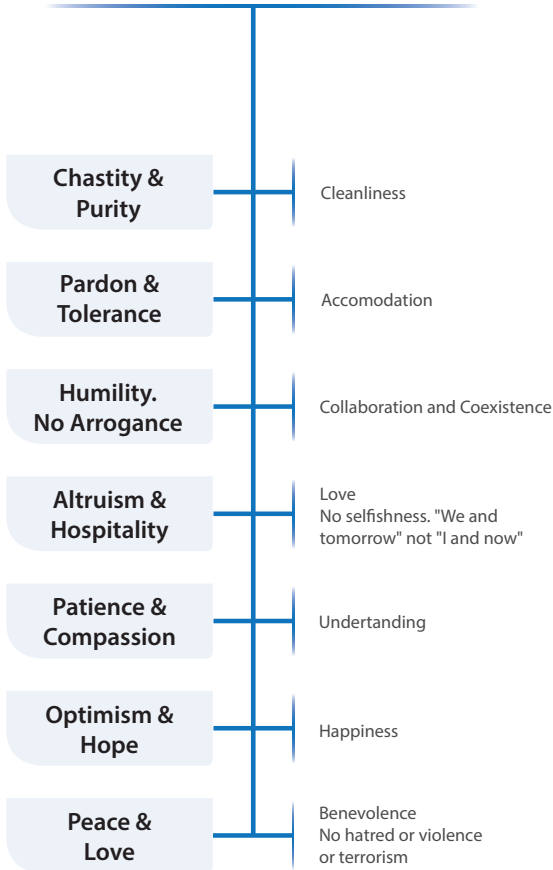 Chastity &
Purity
Cleanliness
Pardon &
Tolerance
Accomodation
Humility.
No Arrogance
Collaboration and Coexistence
Altruism &
Hospitality
Love
No selfishness. "We and
tomorrow" not "I and now"
Patience &
Compassion
Undertanding
Optimism &
Hope
Happiness
Peace &
Love
Benevolence
No hatred or violence
or terrorism